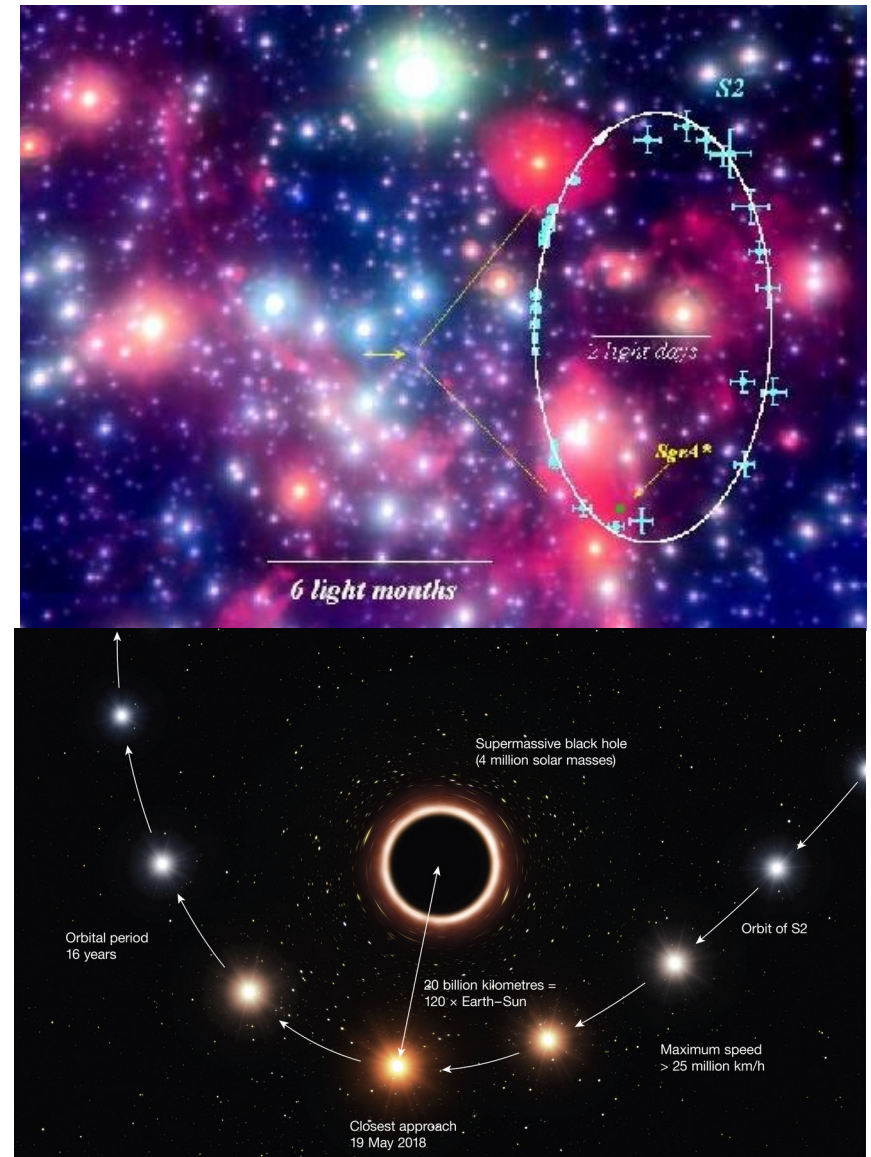 S2
2 light days
SgrA*
6 light months
Supermassive black hole
(4 million solar masses)
Orbital period
16 years
Orbit of S2
20 billion kilometres =
120 × Earth–Sun
Maximum speed
> 25 million km/h
Closest approach
19 May 2018